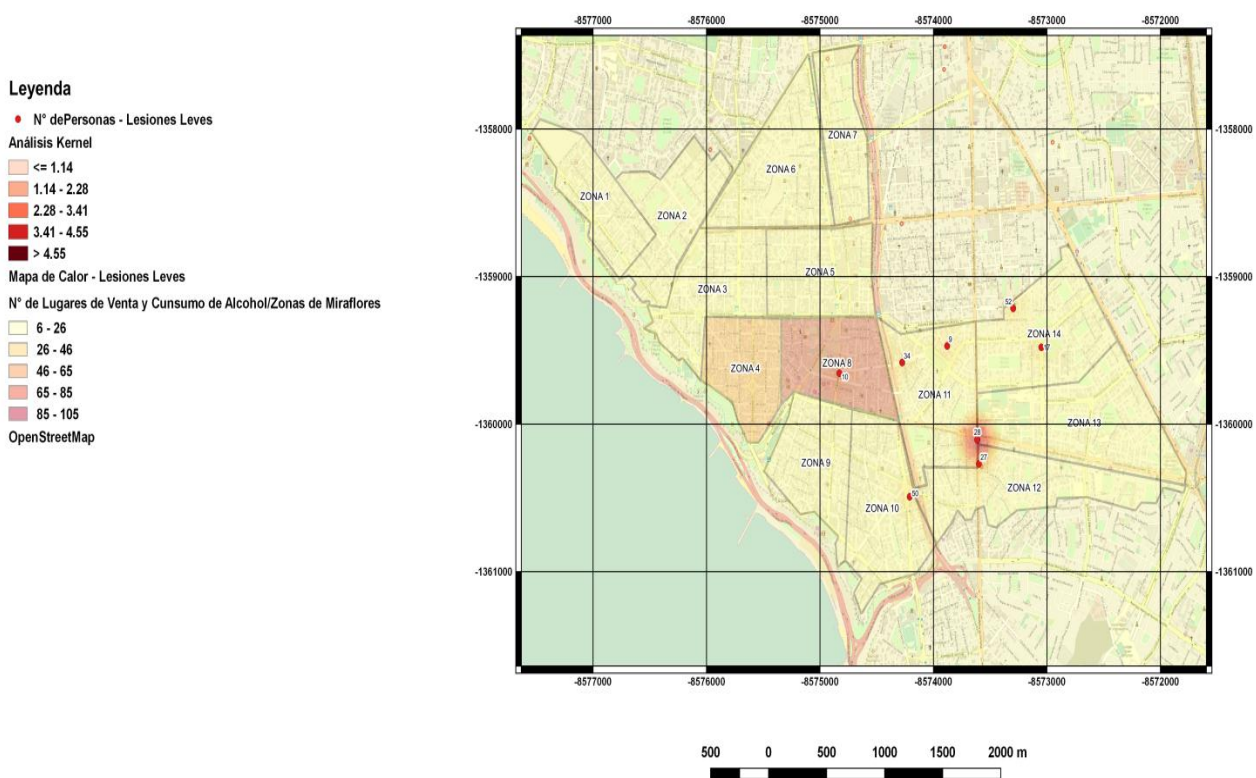 Leyenda
N° dePersonas - Lesiones Leves
Análisis Kernel
<= 1.14
1.14 - 2.28
2.28 - 3.41
3.41 - 4.55
> 4.55
Mapa de Calor - Lesiones Leves
N° de Lugares de Venta y Cunsumo de Alcohol/Zonas de Miraflores
6 - 26
26 - 46
46 - 65
65 - 85
85 - 105
OpenStreetMap
-8577000 -8576000 -8575000 -8574000 -8573000 -8572000
-1358000 -1358000
ZONA 7
ZONA 6
ZONA 1
ZONA 2
-1359000 -1359000
ZONA 5
ZONA 3
52
ZONA 14
9
17
34
ZONA 8
ZONA 4
10
ZONA 11
-1360000 -1360000
ZONA 13
28
27
ZONA 9
ZONA 12
50
ZONA 10
-1361000 -1361000
-8577000 -8576000 -8575000 -8574000 -8573000 -8572000
500 0 500 1000 1500 2000 m